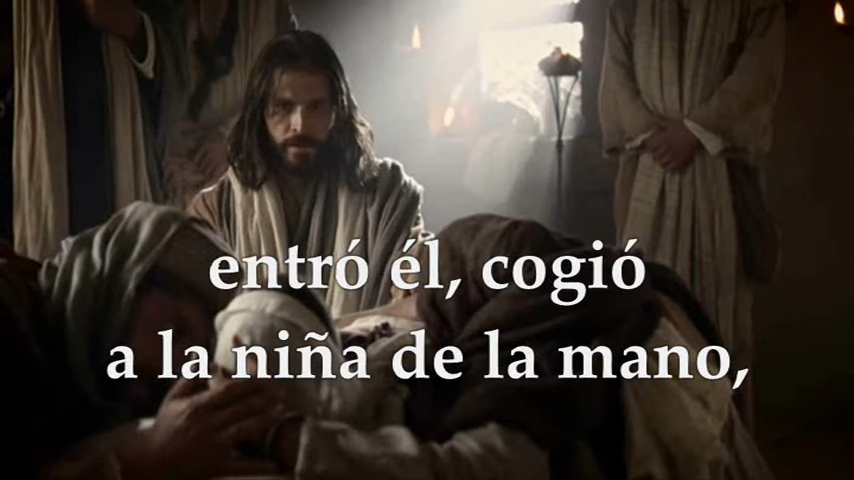 entró él, cogió
a la niña de la mano,